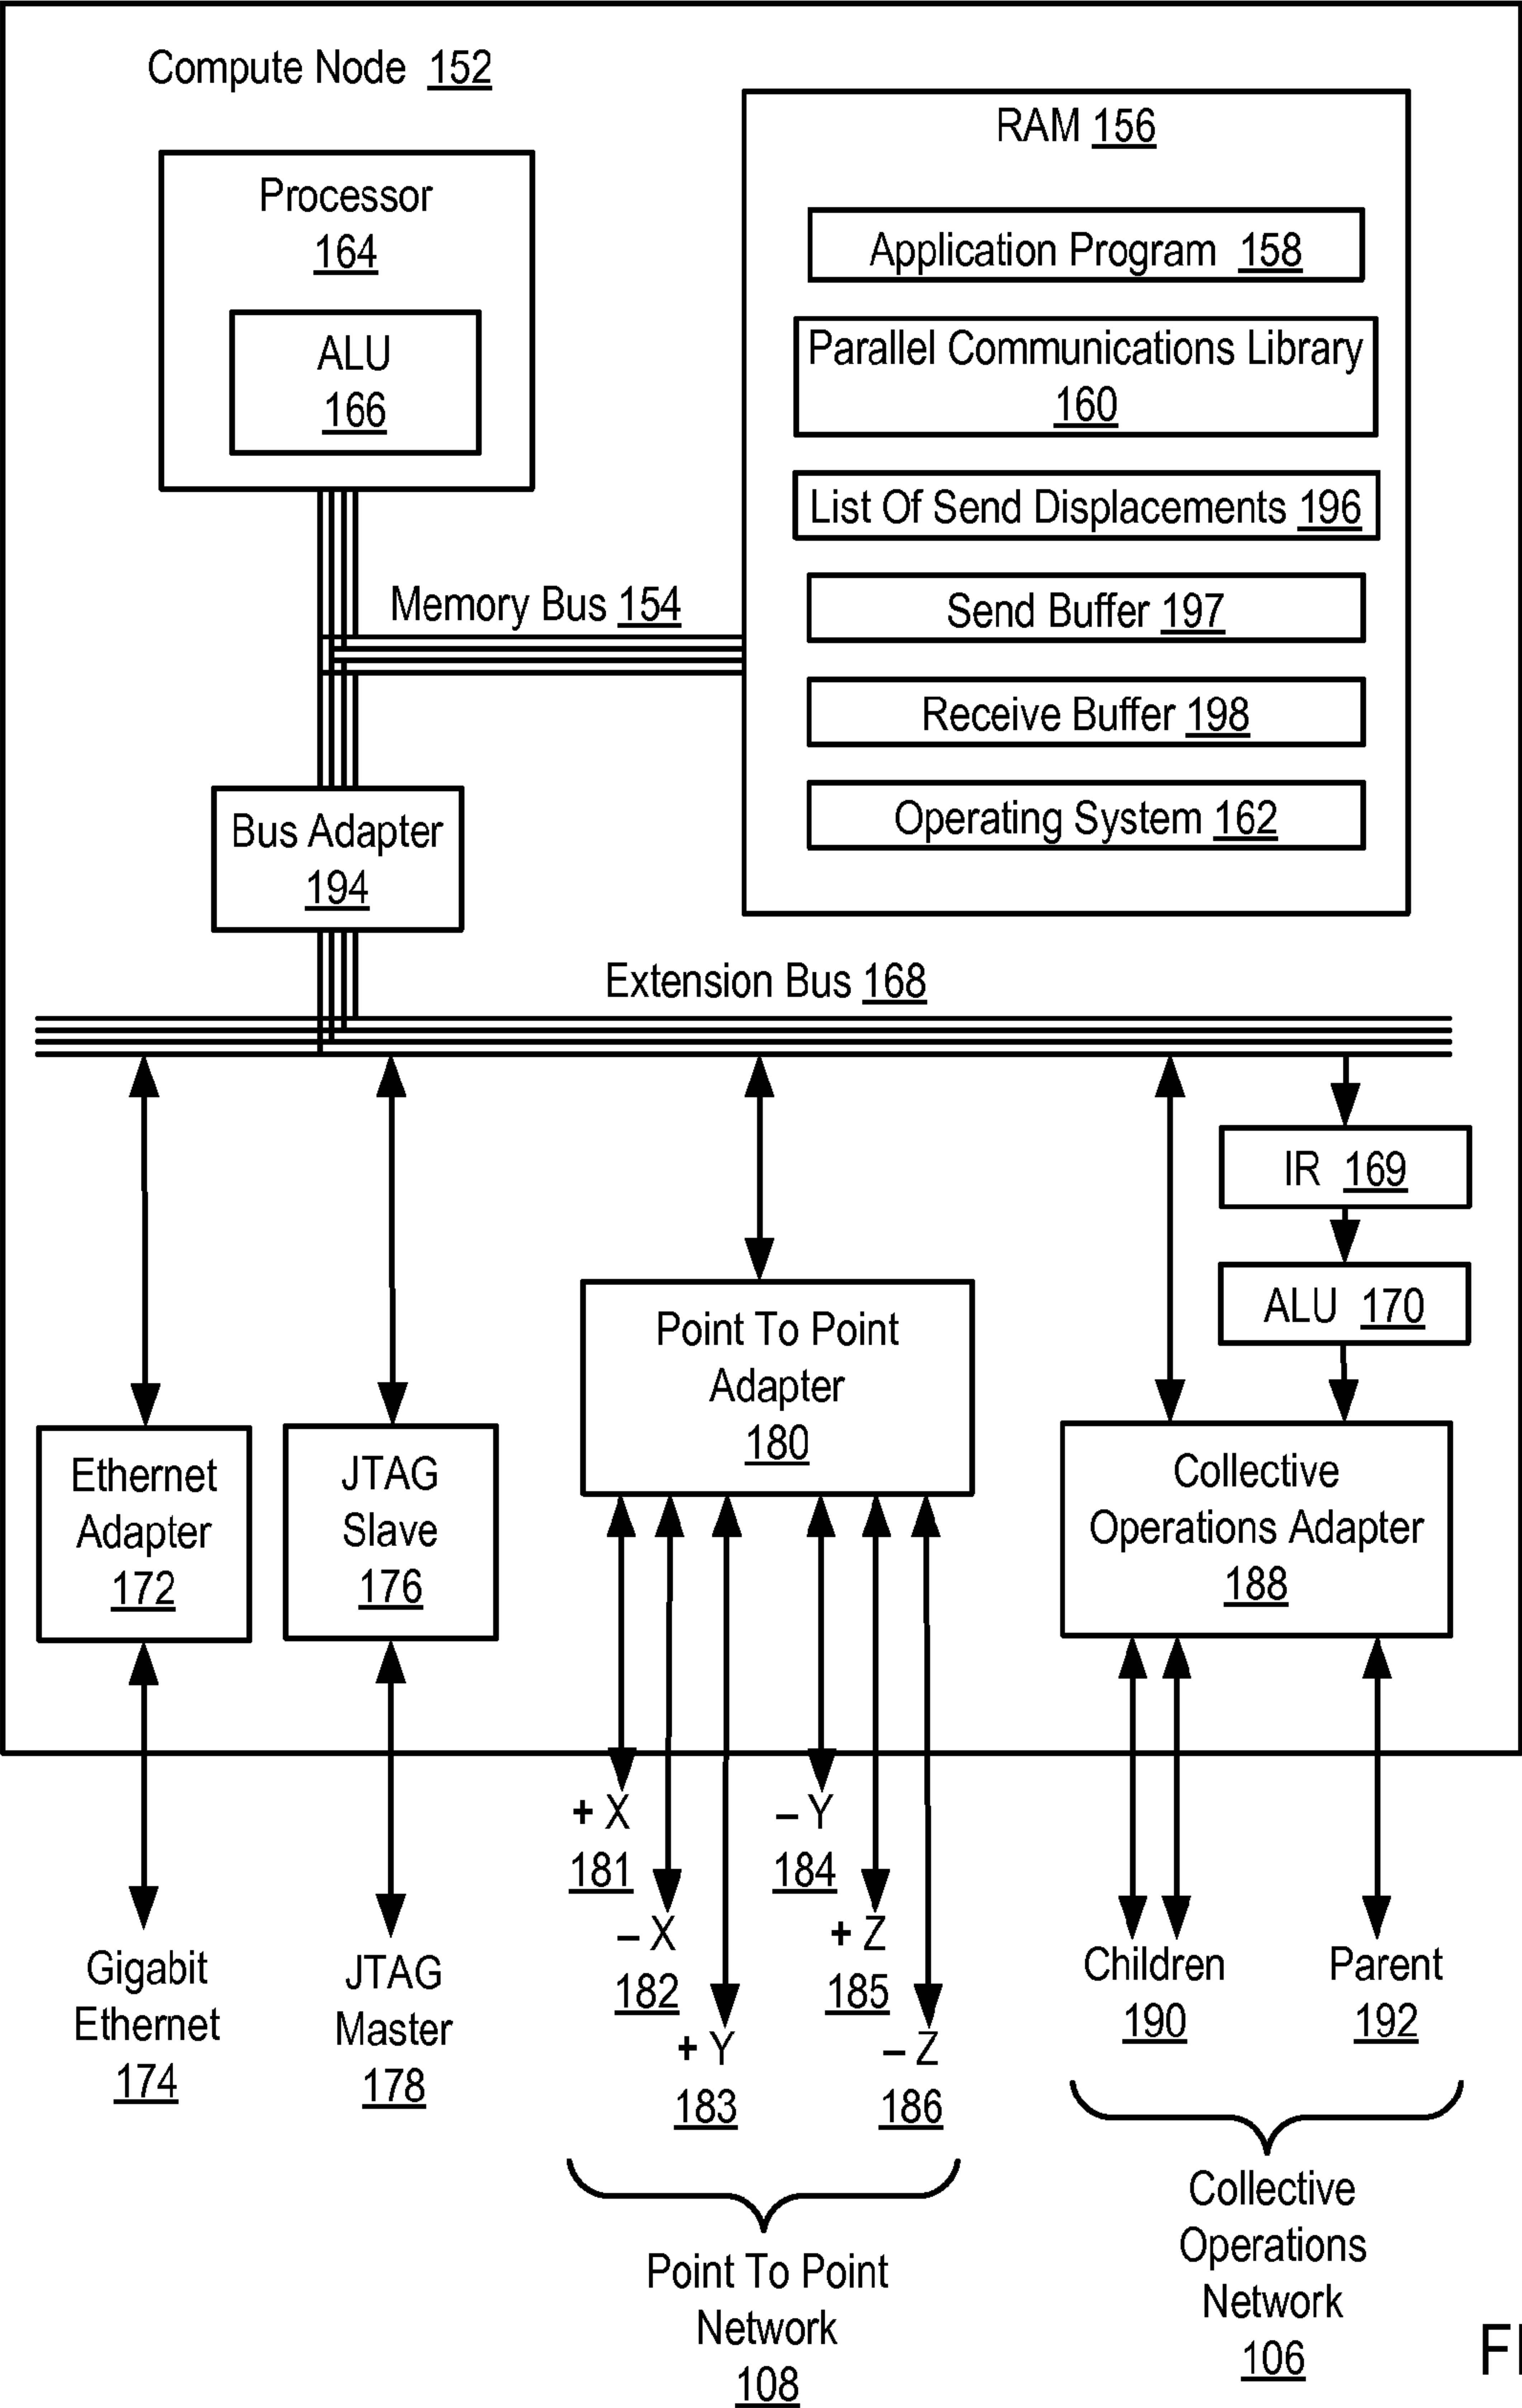 Compute Node 152
RAM 156
Processor
164
ALU
166
Application Program 158
Parallel Communications Library
160
List Of Send Displacements 196
Memory Bus 154
Send Buffer 197
Receive Buffer 198
Operating System 162
Bus Adapter
194
Extension Bus 168
IR 169
ALU 170
Point To Point
Adapter
180
Ethernet
Adapter
172
JTAG
Slave
176
Collective
Operations Adapter
188
+ X
181
– X
182
+ Y
183
– Y
184
+ Z
185
– Z
186
Gigabit
Ethernet
174
JTAG
Master
178
Children
190
Parent
192
Point To Point
Network
108
Collective
Operations
Network
106